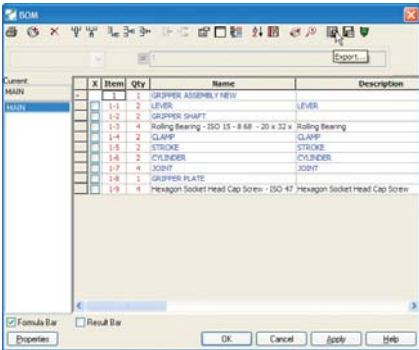 BOM
Export...
Current:
MAIN
MAIN
X Item Qty Name Description
1 1 GRIPPER ASSEMBLY NEW
1-1 2 LEVER LEVER
1-2 2 GRIPPER SHAFT
1-3 4 Rolling Bearing - ISO 15 - 8 68 - 20 x 32 x Rolling Bearing
1-4 2 CLAMP CLAMP
1-5 2 STROKE STROKE
1-6 2 CYLINDER CYLINDER
1-7 4 JOINT JOINT
1-8 1 GRIPPER PLATE
1-9 4 Hexagon Socket Head Cap Screw - ISO 47 Hexagon Socket Head Cap Screw
Formula Bar Result Bar
Properties OK Cancel Apply Help